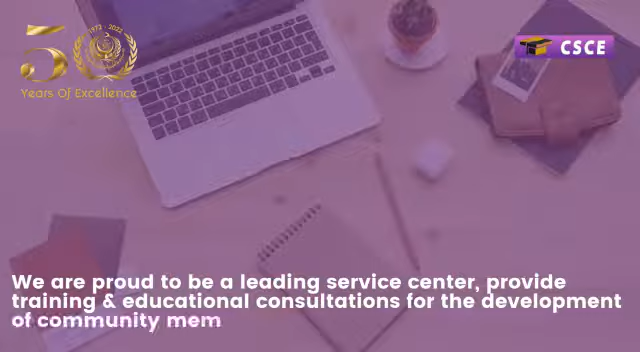 50
1972 - 2022
Years Of Excellence
CSCE
We are proud to be a leading service center, provide
training & educational consultations for the development
of community mem